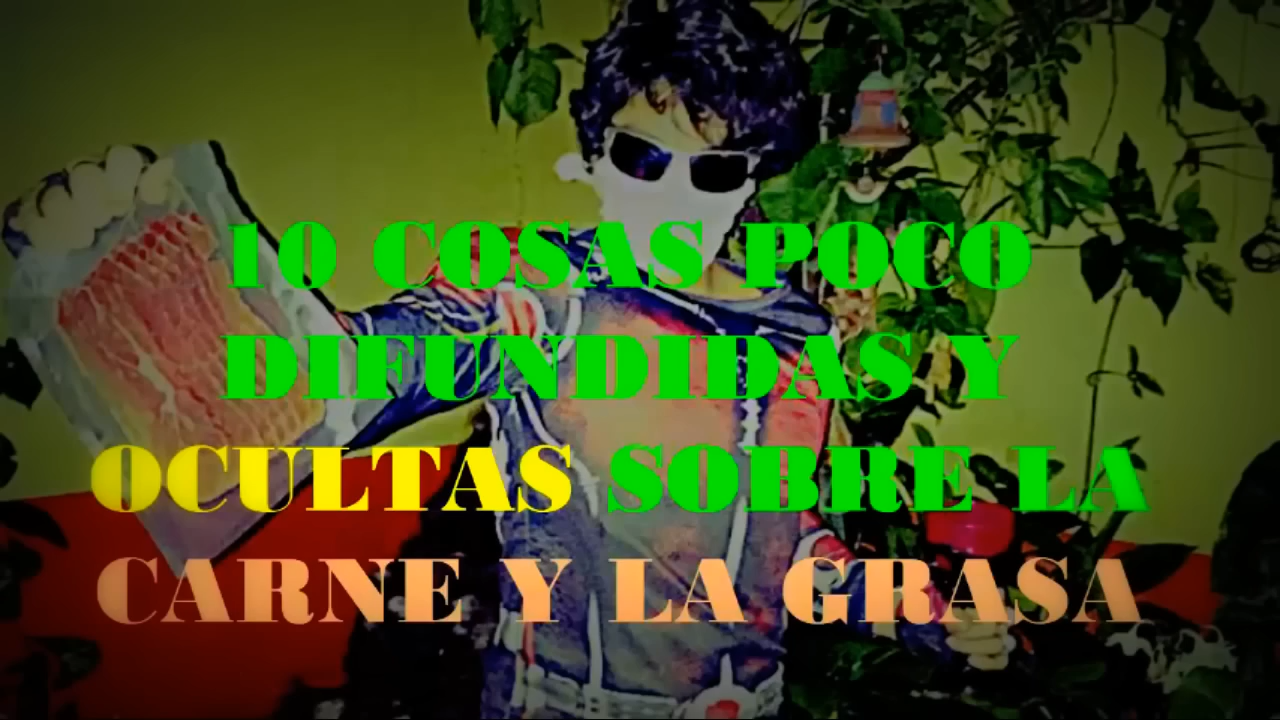 10 COSAS POCO
DIFUNDIDAS Y
OCULTAS SOBRE LA
CARNE Y LA GRASA